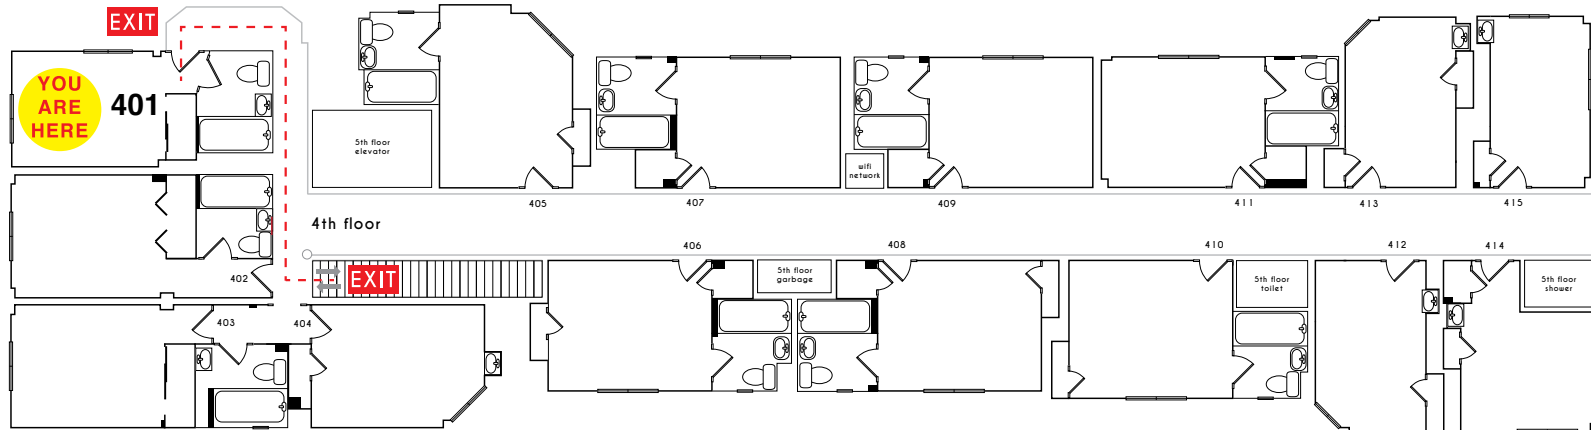 EXIT
YOU
ARE
HERE
401
5th floor
elevator
wifi
network
405
407
409
411
413
415
4th floor
402
EXIT
406
5th floor
garbage
408
410
5th floor
toilet
412
414
5th floor
shower
403
404